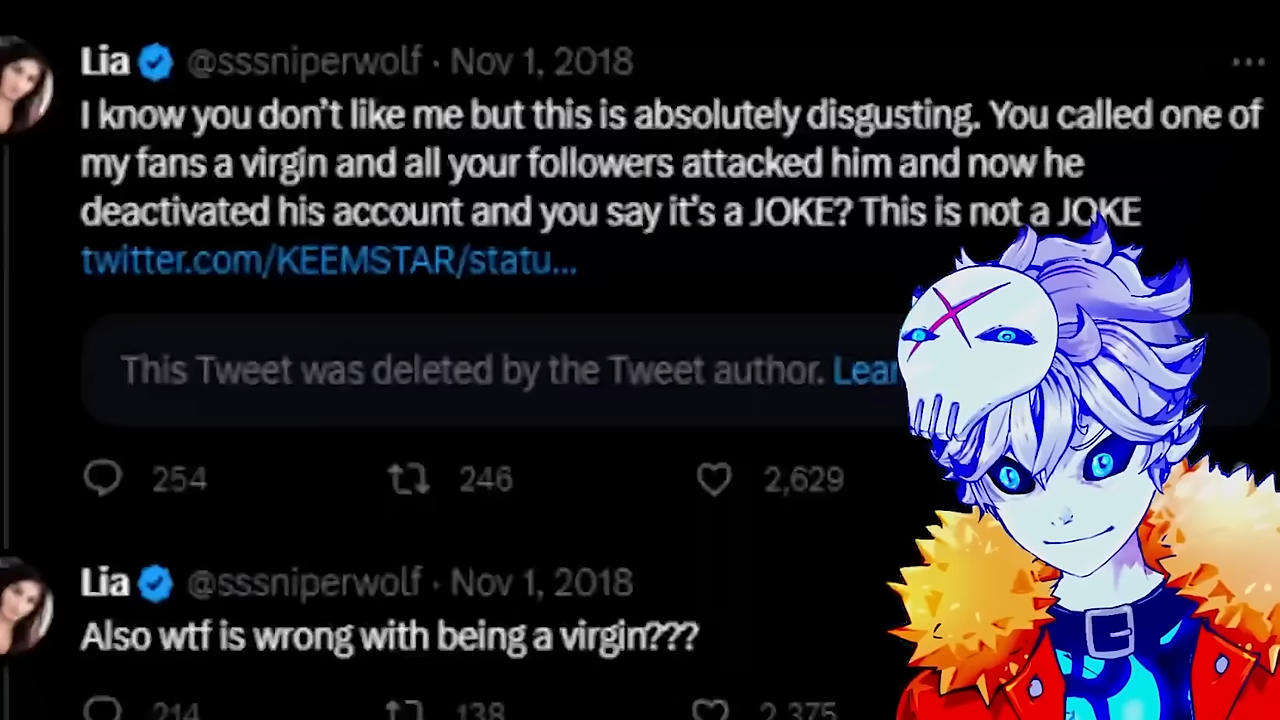 Lia @sssniperwolf · Nov 1, 2018
I know you don't like me but this is absolutely disgusting. You called one of
my fans a virgin and all your followers attacked him and now he
deactivated his account and you say it's a JOKE? This is not a JOKE
twitter.com/KEEMSTAR/statu...
This Tweet was deleted by the Tweet author. Lear
254 246 2,629
Lia @sssniperwolf · Nov 1, 2018
Also wtf is wrong with being a virgin???
214 138 2,375